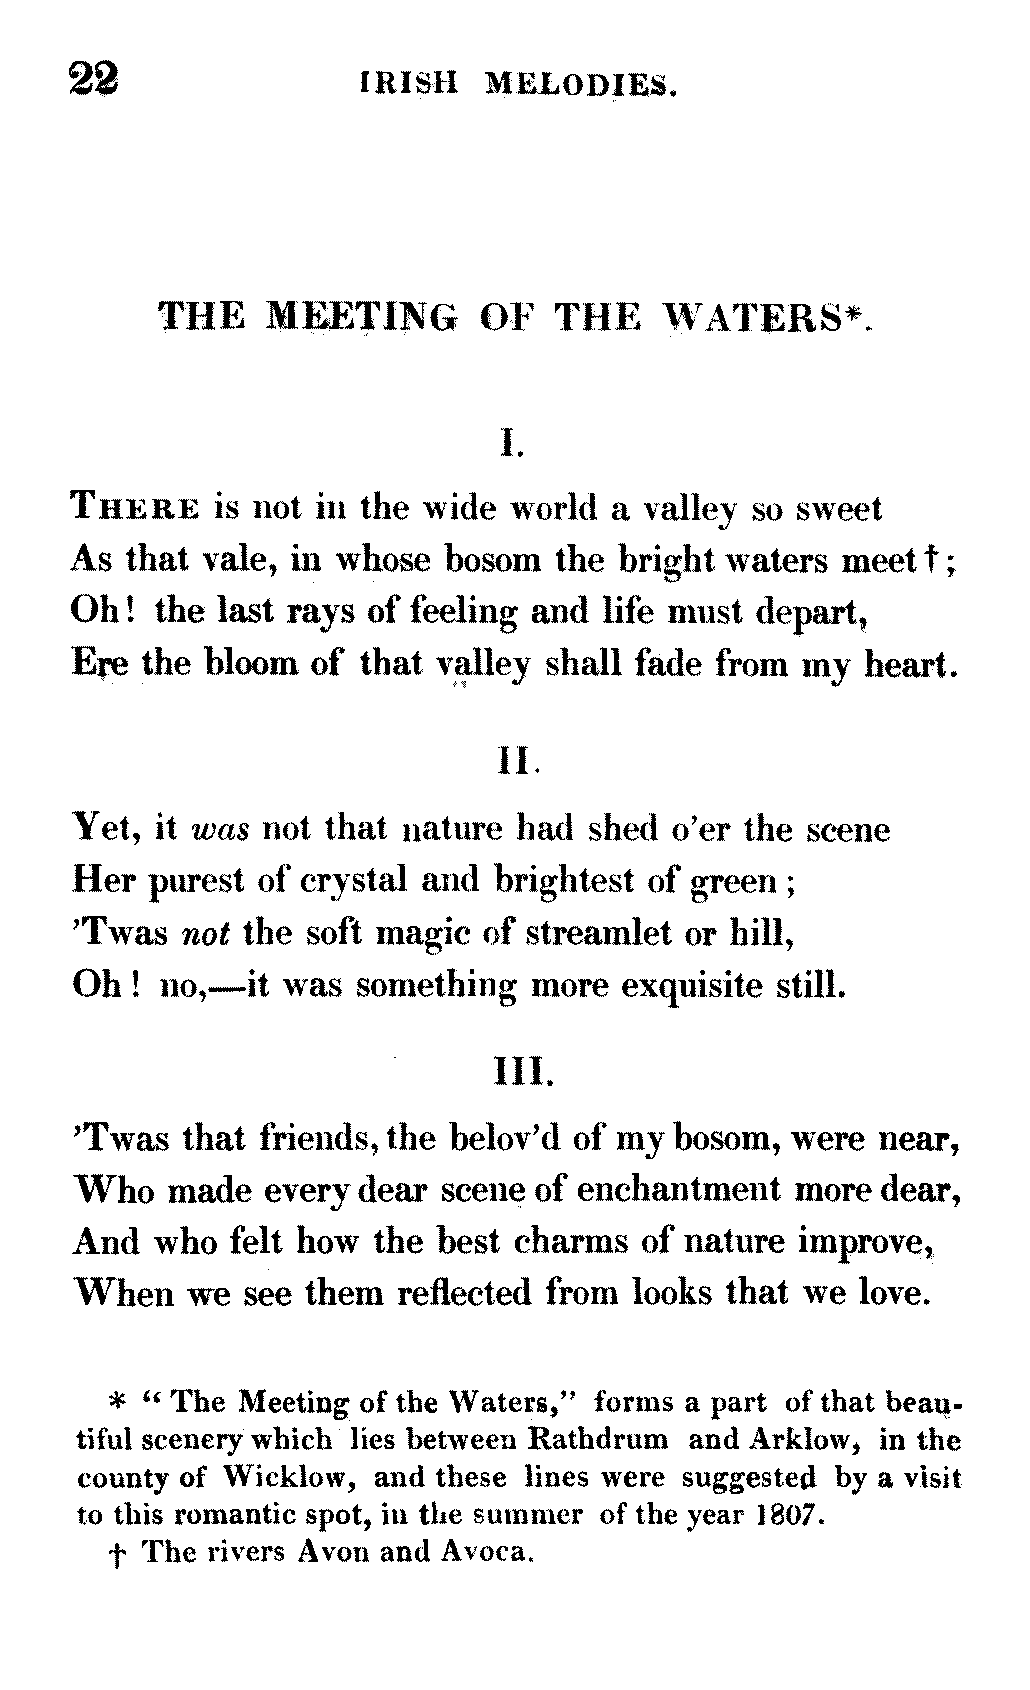 22 IRISH MELODIES.
THE MEETING OF THE WATERS*.
I.
THERE is not in the wide world a valley so sweet
As that vale, in whose bosom the bright waters meet†;
Oh! the last rays of feeling and life must depart,
Ere the bloom of that valley shall fade from my heart.
II.
Yet, it was not that nature had shed o'er the scene
Her purest of crystal and brightest of green;
'Twas not the soft magic of streamlet or hill,
Oh! no,—it was something more exquisite still.
III.
'Twas that friends, the belov'd of my bosom, were near,
Who made every dear scene of enchantment more dear,
And who felt how the best charms of nature improve,
When we see them reflected from looks that we love.
* "The Meeting of the Waters," forms a part of that beau-
tiful scenery which lies between Rathdrum and Arklow, in the
county of Wicklow, and these lines were suggested by a visit
to this romantic spot, in the summer of the year 1807.
† The rivers Avon and Avoca.